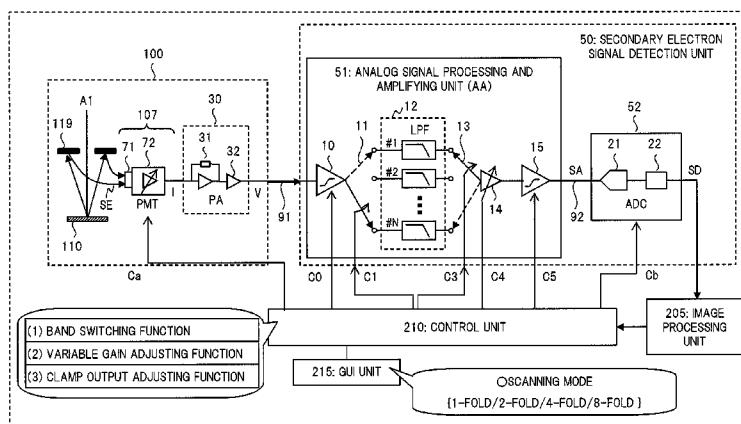 50: SECONDARY ELECTRON
SIGNAL DETECTION UNIT
100
51: ANALOG SIGNAL PROCESSING AND
AMPLIFYING UNIT (AA)
30
12
52
A1
107
119
71
72
31
32
10
11
#1
LPF
13
15
21
22
#2
SE
PMT
I
PA
V
91
#N
14
SA
92
ADC
SD
110
Ca
C0
C1
C3
C4
C5
Cb
(1) BAND SWITCHING FUNCTION
(2) VARIABLE GAIN ADJUSTING FUNCTION
(3) CLAMP OUTPUT ADJUSTING FUNCTION
210: CONTROL UNIT
205: IMAGE
PROCESSING
UNIT
215: GUI UNIT
○SCANNING MODE
{1-FOLD/2-FOLD/4-FOLD/8-FOLD }